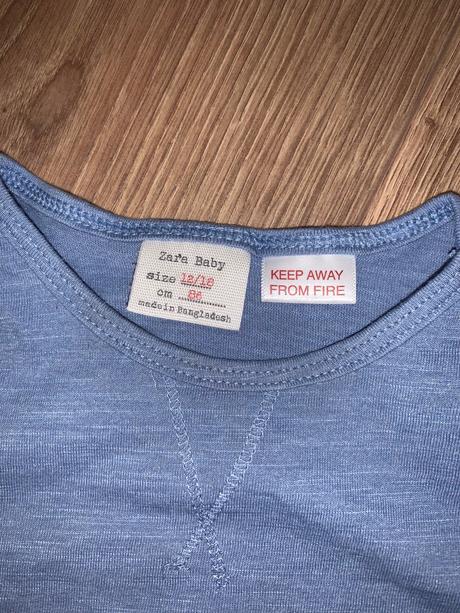 Zara Baby
size 12/18
cm 86
made in Bangladesh
KEEP AWAY
FROM FIRE